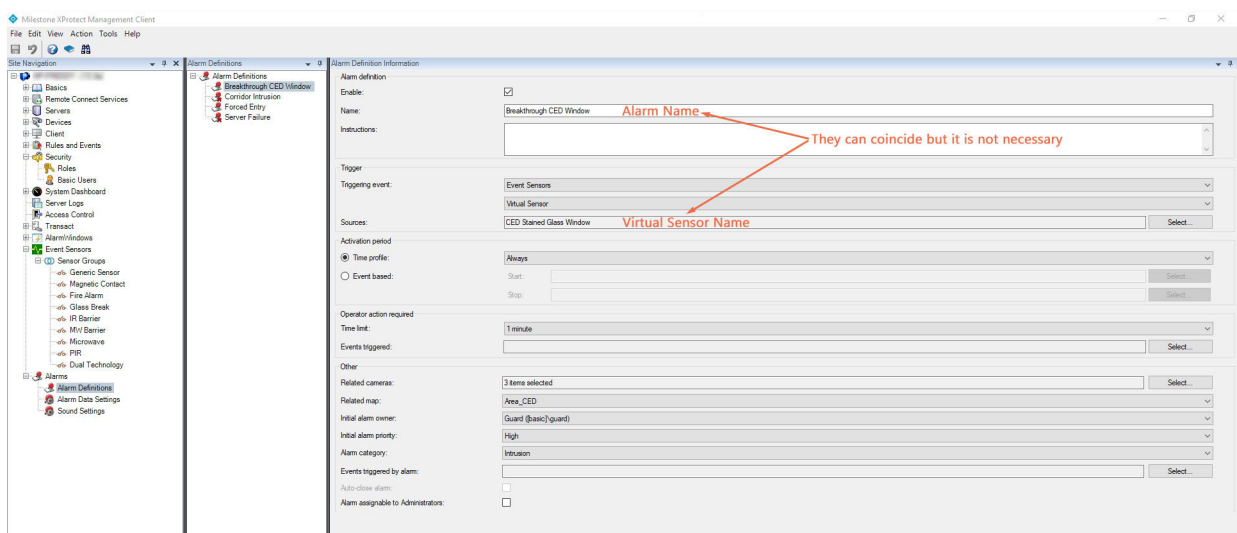 Milestone XProtect Management Client
File Edit View Action Tools Help
Site Navigation
Basics
Remote Connect Services
Servers
Devices
Client
Rules and Events
Security
Roles
Basic Users
System Dashboard
Server Logs
Access Control
Transact
AlarmWindows
Event Sensors
Sensor Groups
Generic Sensor
Magnetic Contact
Fire Alarm
Glass Break
IR Barrier
MW Barrier
Microwave
PIR
Dual Technology
Alarms
Alarm Definitions
Alarm Data Settings
Sound Settings
Alarm Definitions
Alarm Definitions
Breakthrough CED Window
Corridor Intrusion
Forced Entry
Server Failure
Alarm Definition Information
Alarm definition
Enable:
Name: Breakthrough CED Window Alarm Name
Instructions:
They can coincide but it is not necessary
Trigger
Triggering event: Event Sensors
Virtual Sensor
Sources: CED Stained Glass Window Virtual Sensor Name Select...
Activation period
Time profile: Always
Event based: Start: Select...
Stop: Select...
Operator action required
Time limit: 1 minute
Events triggered: Select...
Other
Related cameras: 3 items selected Select...
Related map: Area_CED
Initial alarm owner: Guard ([basic]\guard)
Initial alarm priority: High
Alarm category: Intrusion
Events triggered by alarm: Select...
Auto-close alarm:
Alarm assignable to Administrators: